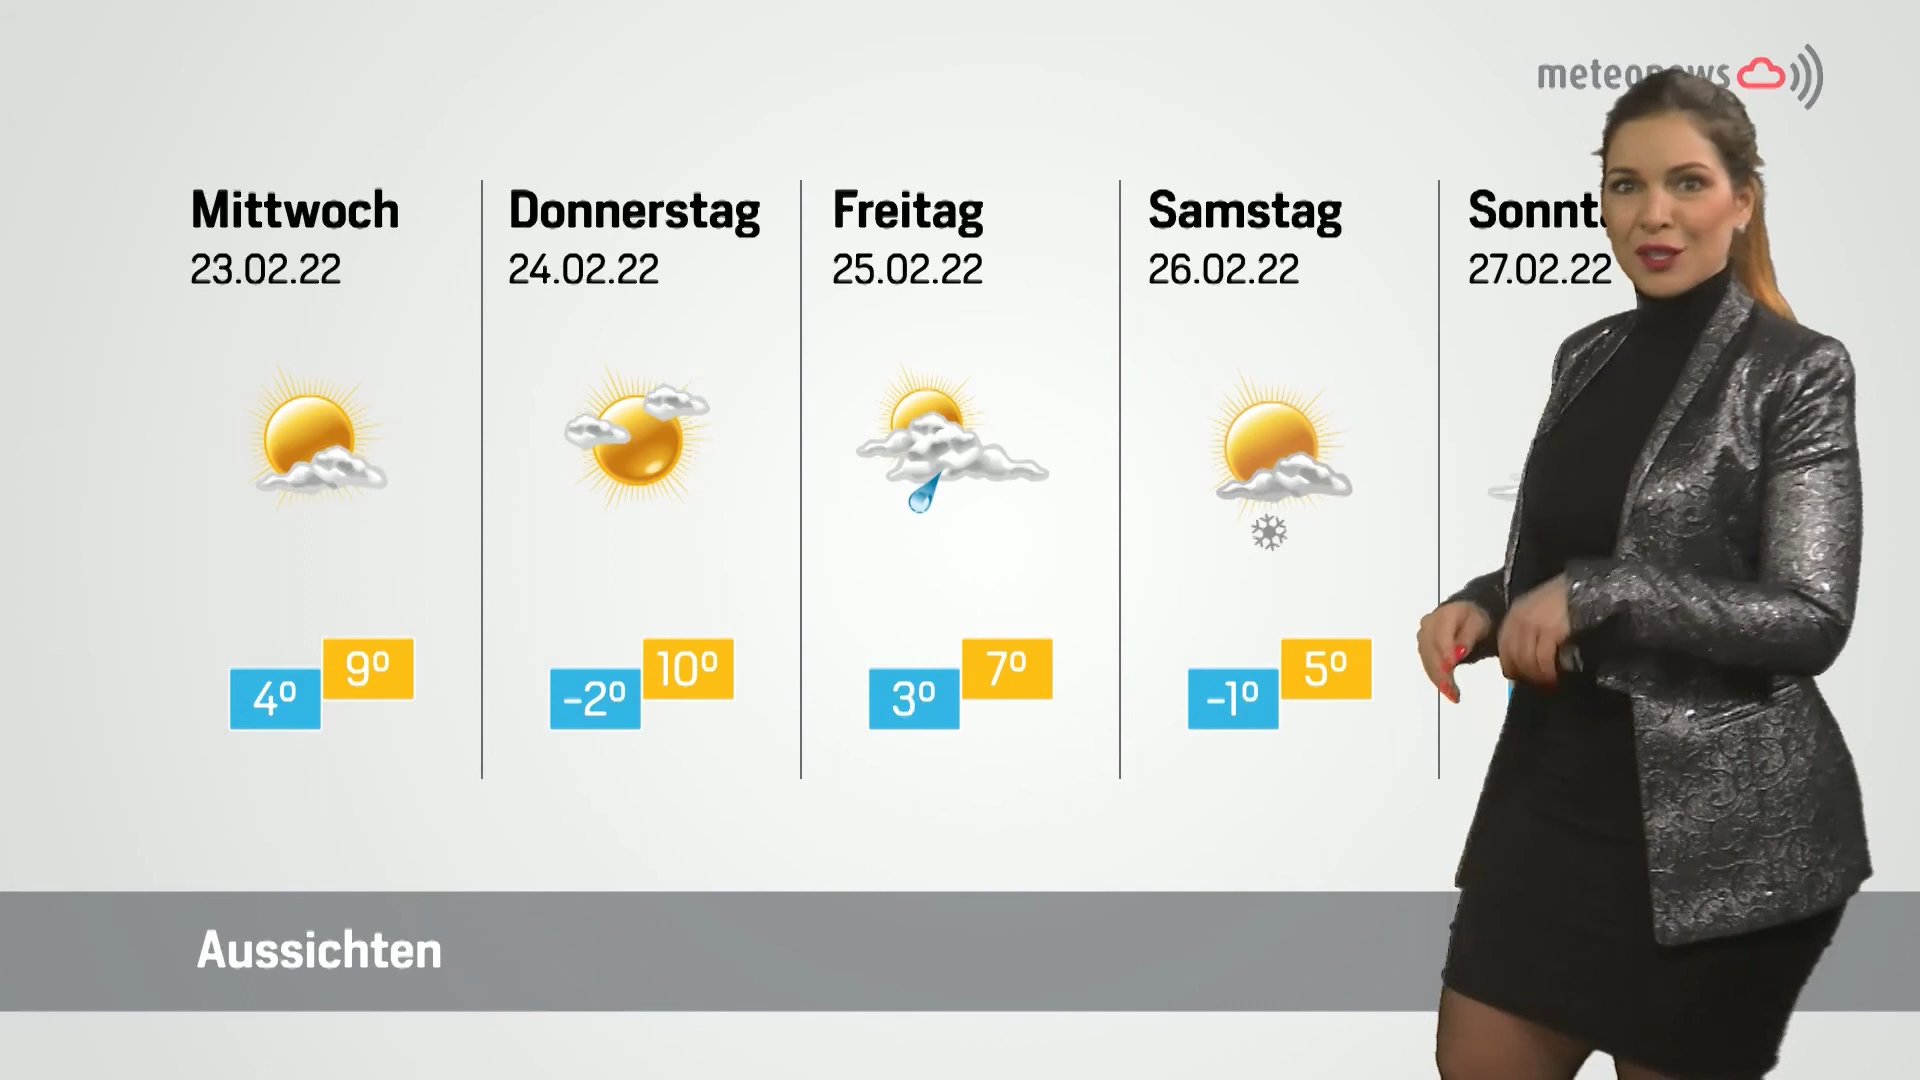 Mittwoch
23.02.22
Donnerstag
24.02.22
Freitag
25.02.22
Samstag
26.02.22
27.02.22
4° 9°
-2° 10°
3° 7°
-1° 5°
Aussichten